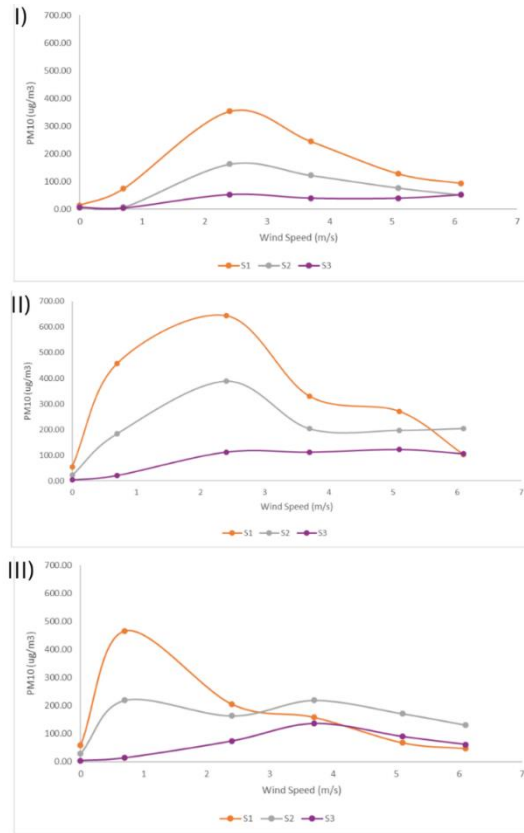 I)
700.00
600.00
500.00
400.00
300.00
200.00
100.00
0.00
PM10 (ug/m3)
0 1 2 3 4 5 6 7
Wind Speed (m/s)
S1 S2 S3
II)
700.00
600.00
500.00
400.00
300.00
200.00
100.00
0.00
PM10 (ug/m3)
0 1 2 3 4 5 6 7
Wind Speed (m/s)
S1 S2 S3
III)
700.00
600.00
500.00
400.00
300.00
200.00
100.00
0.00
PM10 (ug/m3)
0 1 2 3 4 5 6 7
Wind Speed (m/s)
S1 S2 S3